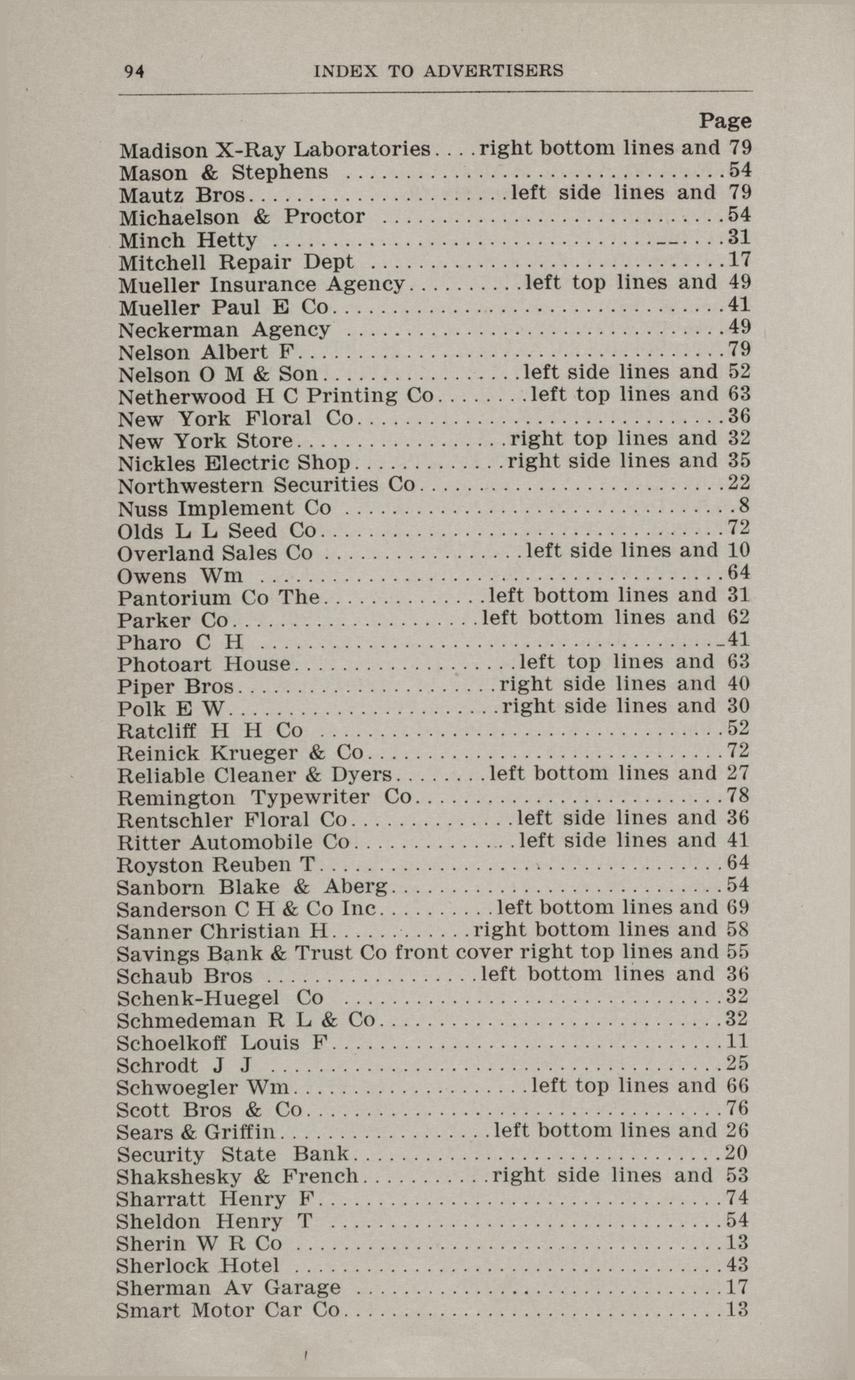 94 INDEX TO ADVERTISERS
Page
Madison X-Ray Laboratories....right bottom lines and 79
Mason & Stephens ................................54
Mautz Bros......................left side lines and 79
Michaelson & Proctor .............................54
Minch Hetty ................................__....31
Mitchell Repair Dept ..............................17
Mueller Insurance Agency..........left top lines and 49
Mueller Paul E Co.................................41
Neckerman Agency ................................49
Nelson Albert F....................................79
Nelson O M & Son.................left side lines and 52
Netherwood H C Printing Co........left top lines and 63
New York Floral Co...............................36
New York Store..................right top lines and 32
Nickles Electric Shop.............right side lines and 35
Northwestern Securities Co..........................22
Nuss Implement Co .................................8
Olds L L Seed Co..................................72
Overland Sales Co .................left side lines and 10
Owens Wm .......................................64
Pantorium Co The..............left bottom lines and 31
Parker Co.....................left bottom lines and 62
Pharo C H ......................................_41
Photoart House...................left top lines and 63
Piper Bros......................right side lines and 40
Polk E W.......................right side lines and 30
Ratcliff H H Co ..................................52
Reinick Krueger & Co..............................72
Reliable Cleaner & Dyers........left bottom lines and 27
Remington Typewriter Co..........................78
Rentschler Floral Co..............left side lines and 36
Ritter Automobile Co..............left side lines and 41
Royston Reuben T..................................64
Sanborn Blake & Aberg............................54
Sanderson C H & Co Inc..........left bottom lines and 69
Sanner Christian H............right bottom lines and 58
Savings Bank & Trust Co front cover right top lines and 55
Schaub Bros ..................left bottom lines and 36
Schenk-Huegel Co ................................32
Schmedeman R L & Co.............................32
Schoelkoff Louis F.................................11
Schrodt J J ......................................25
Schwoegler Wm....................left top lines and 66
Scott Bros & Co...................................76
Sears & Griffin..................left bottom lines and 26
Security State Bank...............................20
Shakshesky & French...........right side lines and 53
Sharratt Henry F..................................74
Sheldon Henry T .................................54
Sherin W R Co ....................................13
Sherlock Hotel ....................................43
Sherman Av Garage ...............................17
Smart Motor Car Co................................13